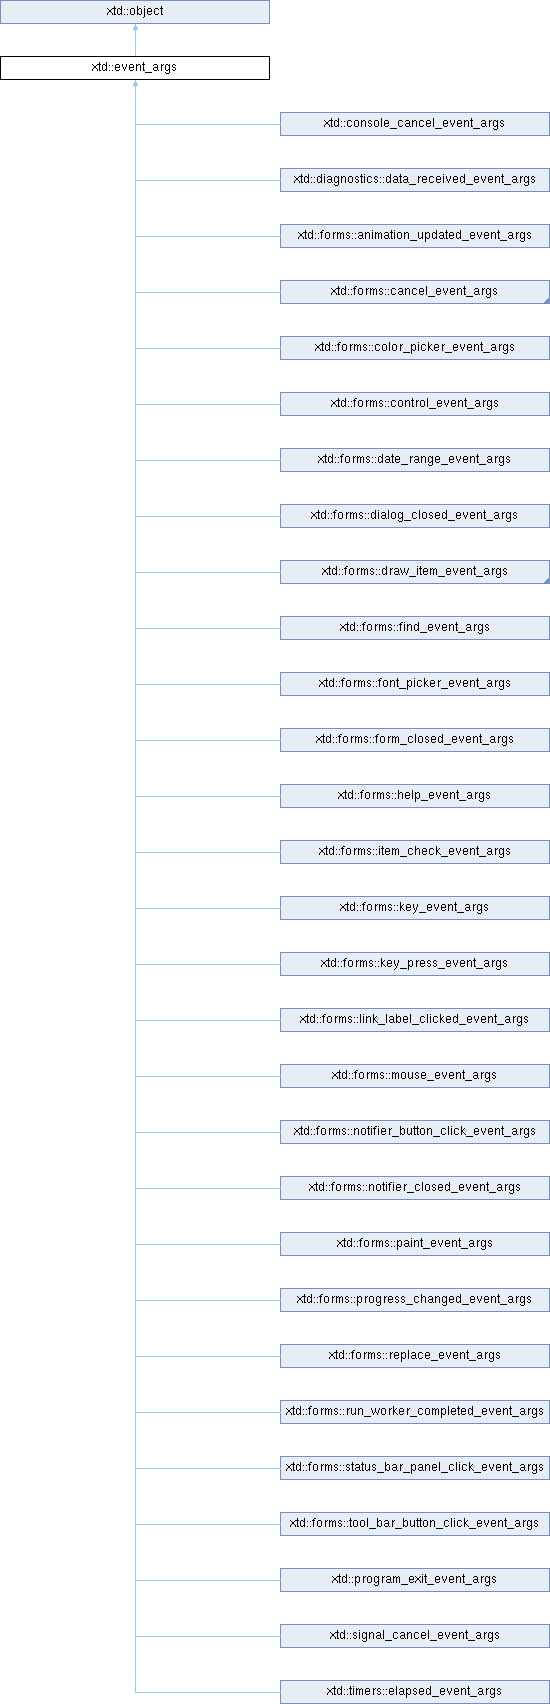 xtd::object
xtd::event_args
xtd::console_cancel_event_args
xtd::diagnostics::data_received_event_args
xtd::forms::animation_updated_event_args
xtd::forms::cancel_event_args
xtd::forms::color_picker_event_args
xtd::forms::control_event_args
xtd::forms::date_range_event_args
xtd::forms::dialog_closed_event_args
xtd::forms::draw_item_event_args
xtd::forms::find_event_args
xtd::forms::font_picker_event_args
xtd::forms::form_closed_event_args
xtd::forms::help_event_args
xtd::forms::item_check_event_args
xtd::forms::key_event_args
xtd::forms::key_press_event_args
xtd::forms::link_label_clicked_event_args
xtd::forms::mouse_event_args
xtd::forms::notifier_button_click_event_args
xtd::forms::notifier_closed_event_args
xtd::forms::paint_event_args
xtd::forms::progress_changed_event_args
xtd::forms::replace_event_args
xtd::forms::run_worker_completed_event_args
xtd::forms::status_bar_panel_click_event_args
xtd::forms::tool_bar_button_click_event_args
xtd::program_exit_event_args
xtd::signal_cancel_event_args
xtd::timers::elapsed_event_args